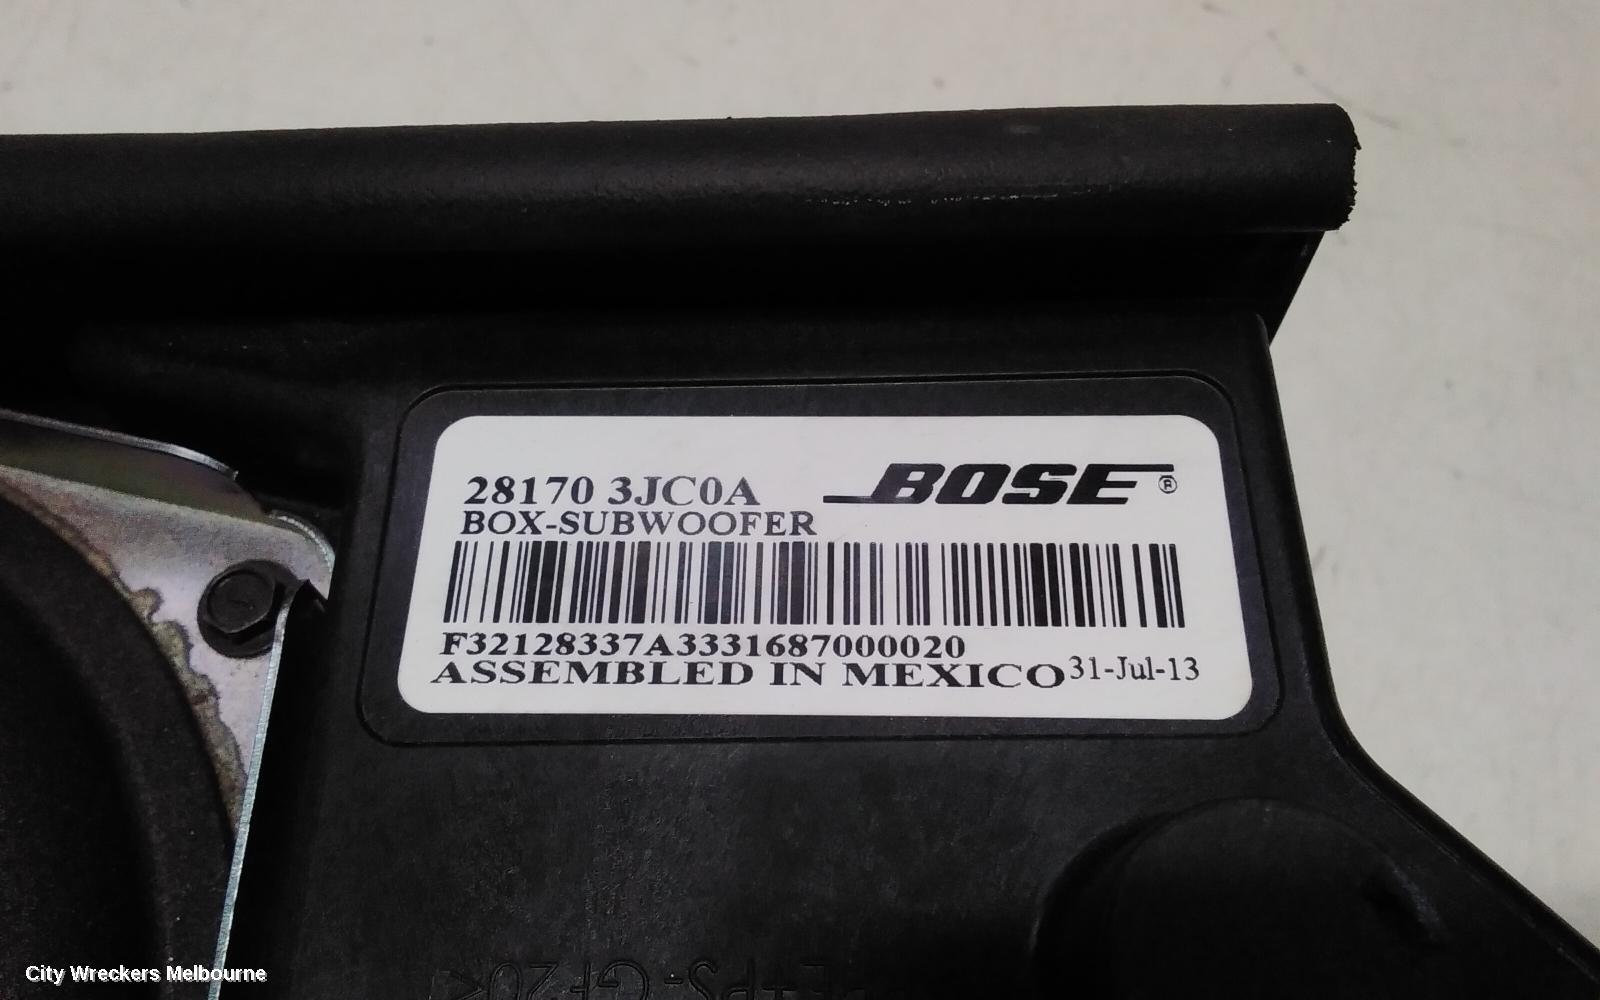 28170 3JC0A BOSE®
BOX-SUBWOOFER
F32128337A3331687000020
ASSEMBLED IN MEXICO 31-Jul-13
City Wreckers Melbourne